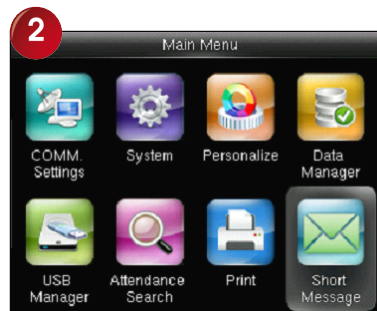 2
Main Menu
COMM.
Settings
System
Personalize
Data
Manager
USB
Manager
Attendance
Search
Print
Short
Message